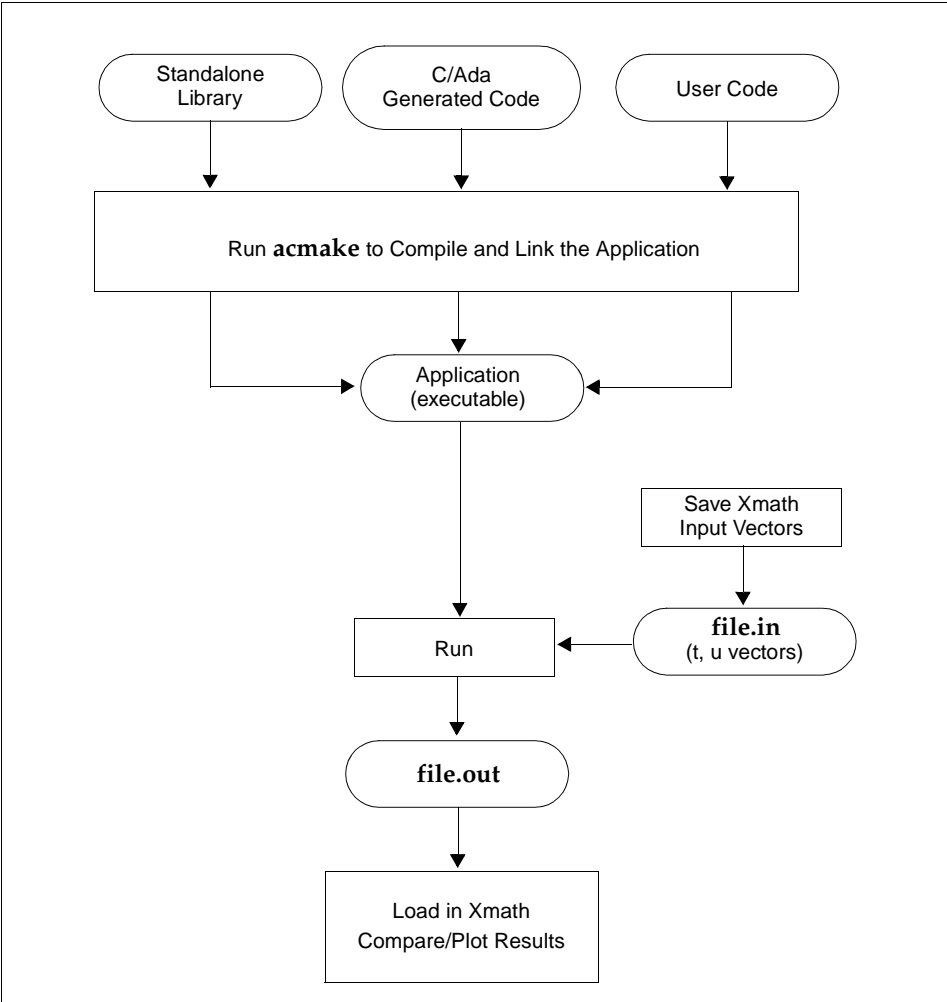 Standalone
Library
C/Ada
Generated Code
User Code
Run acmake to Compile and Link the Application
Application
(executable)
Save Xmath
Input Vectors
file.in
(t, u vectors)
Run
file.out
Load in Xmath
Compare/Plot Results